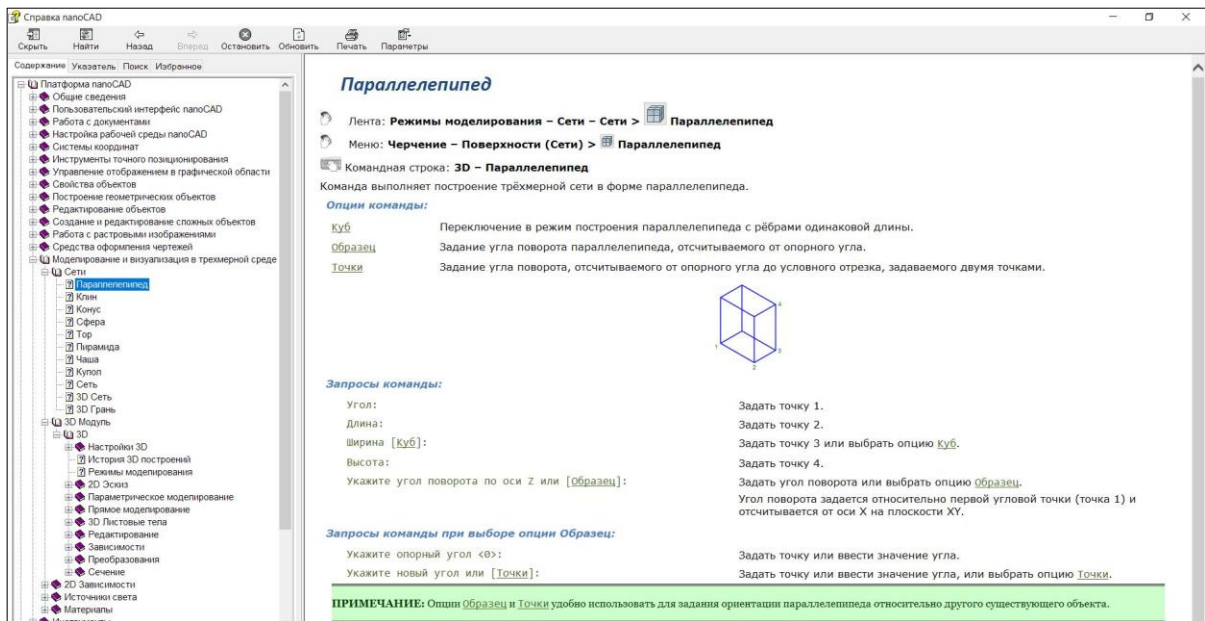 Справка nanoCAD
Скрыть Найти Назад Вперед Остановить Обновить Печать Параметры
Содержание Указатель Поиск Избранное
Платформа nanoCAD
Общие сведения
Пользовательский интерфейс nanoCAD
Работа с документами
Настройка рабочей среды nanoCAD
Системы координат
Инструменты точного позиционирования
Управление отображением в графической области
Свойства объектов
Построение геометрических объектов
Редактирование объектов
Создание и редактирование сложных объектов
Работа с растровыми изображениями
Средства оформления чертежей
Моделирование и визуализация в трехмерной среде
Сети
Параллелепипед
Клин
Конус
Сфера
Тор
Пирамида
Чаша
Купол
Сеть
3D Сеть
3D Грань
3D Модуль
3D
Настройки 3D
История 3D построений
Режимы моделирования
2D Эскиз
Параметрическое моделирование
Прямое моделирование
3D Листовые тела
Редактирование
Зависимости
Преобразования
Сечение
2D Зависимости
Источники света
Материалы
Параллелепипед
Лента: Режимы моделирования – Сети – Сети > Параллелепипед
Меню: Черчение – Поверхности (Сети) > Параллелепипед
Командная строка: 3D – Параллелепипед
Команда выполняет построение трёхмерной сети в форме параллелепипеда.
Опции команды:
Куб Переключение в режим построения параллелепипеда с рёбрами одинаковой длины.
Образец Задание угла поворота параллелепипеда, отсчитываемого от опорного угла.
Точки Задание угла поворота, отсчитываемого от опорного угла до условного отрезка, задаваемого двумя точками.
4
1
3
2
Запросы команды:
Угол: Задать точку 1.
Длина: Задать точку 2.
Ширина [Куб]: Задать точку 3 или выбрать опцию Куб.
Высота: Задать точку 4.
Укажите угол поворота по оси Z или [Образец]: Задать угол поворота или выбрать опцию Образец.
Угол поворота задается относительно первой угловой точки (точка 1) и
отсчитывается от оси X на плоскости XY.
Запросы команды при выборе опции Образец:
Укажите опорный угол <0>: Задать точку или ввести значение угла.
Укажите новый угол или [Точки]: Задать точку или ввести значение угла, или выбрать опцию Точки.
ПРИМЕЧАНИЕ: Опции Образец и Точки удобно использовать для задания ориентации параллелепипеда относительно другого существующего объекта.